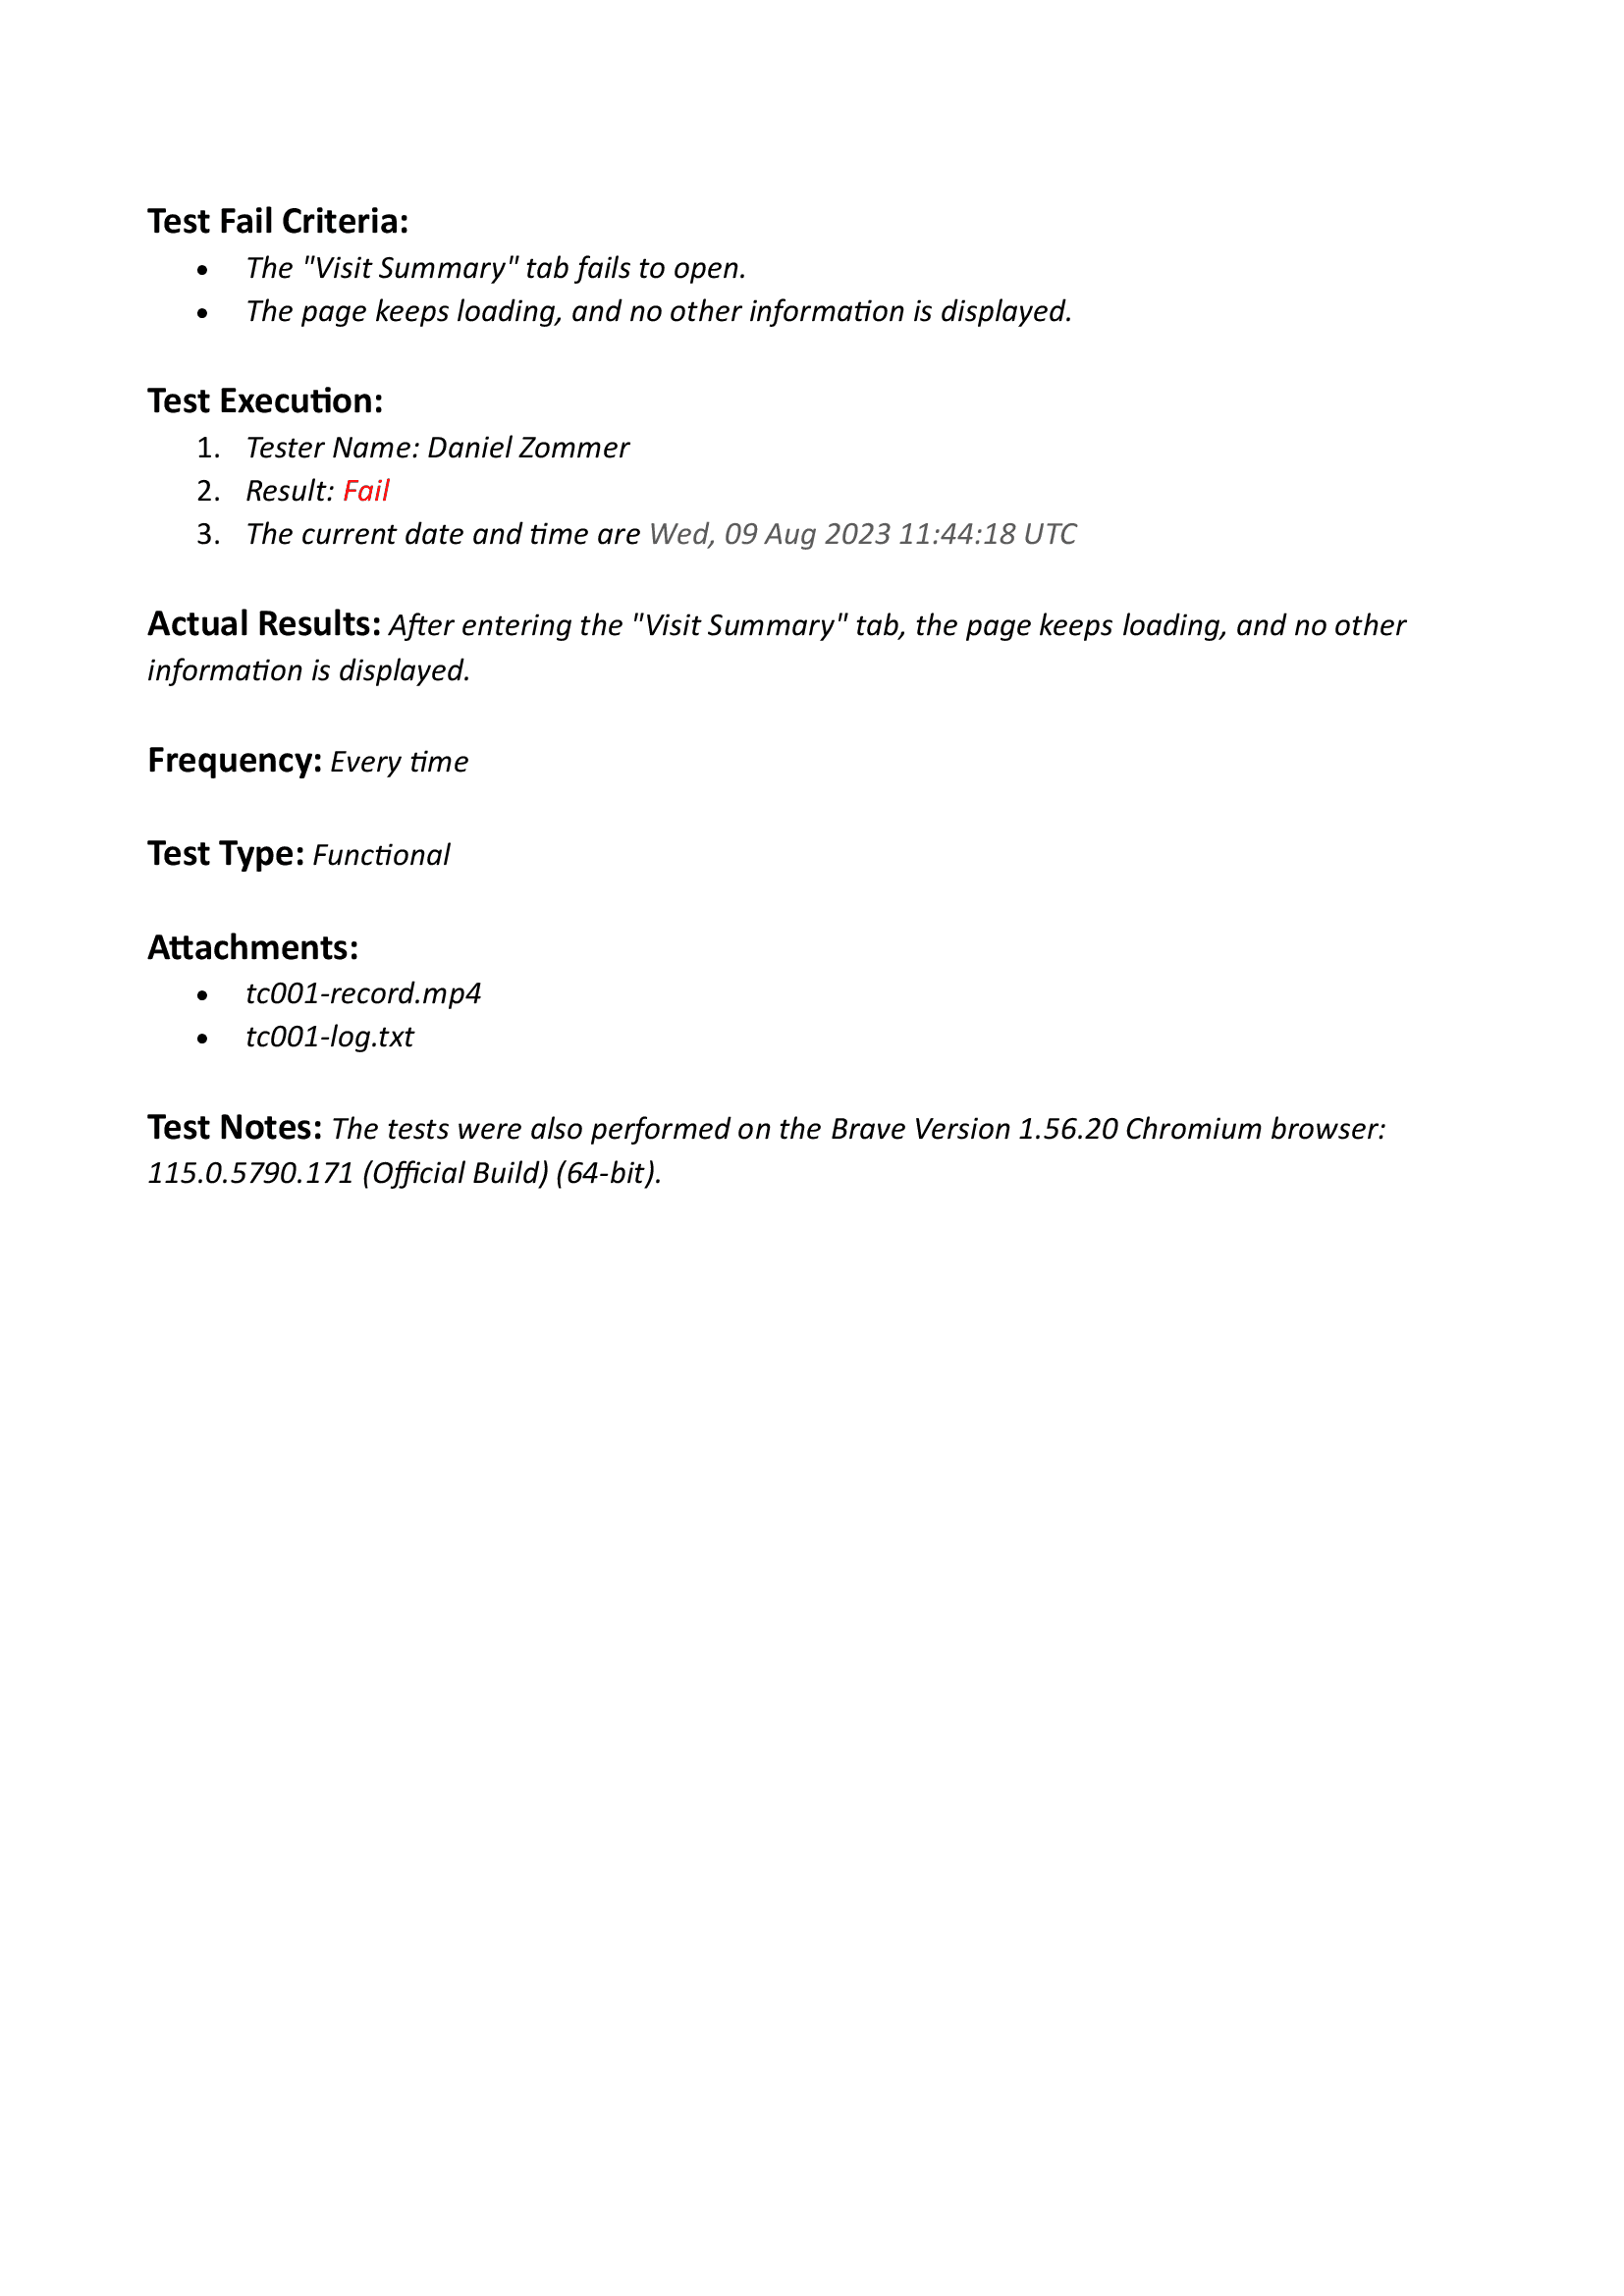 Test Fail Criteria:
• The "Visit Summary" tab fails to open.
• The page keeps loading, and no other information is displayed.
Test Execution:
1. Tester Name: Daniel Zommer
2. Result: Fail
3. The current date and time are Wed, 09 Aug 2023 11:44:18 UTC
Actual Results: After entering the "Visit Summary" tab, the page keeps loading, and no other
information is displayed.
Frequency: Every time
Test Type: Functional
Attachments:
• tc001-record.mp4
• tc001-log.txt
Test Notes: The tests were also performed on the Brave Version 1.56.20 Chromium browser:
115.0.5790.171 (Official Build) (64-bit).